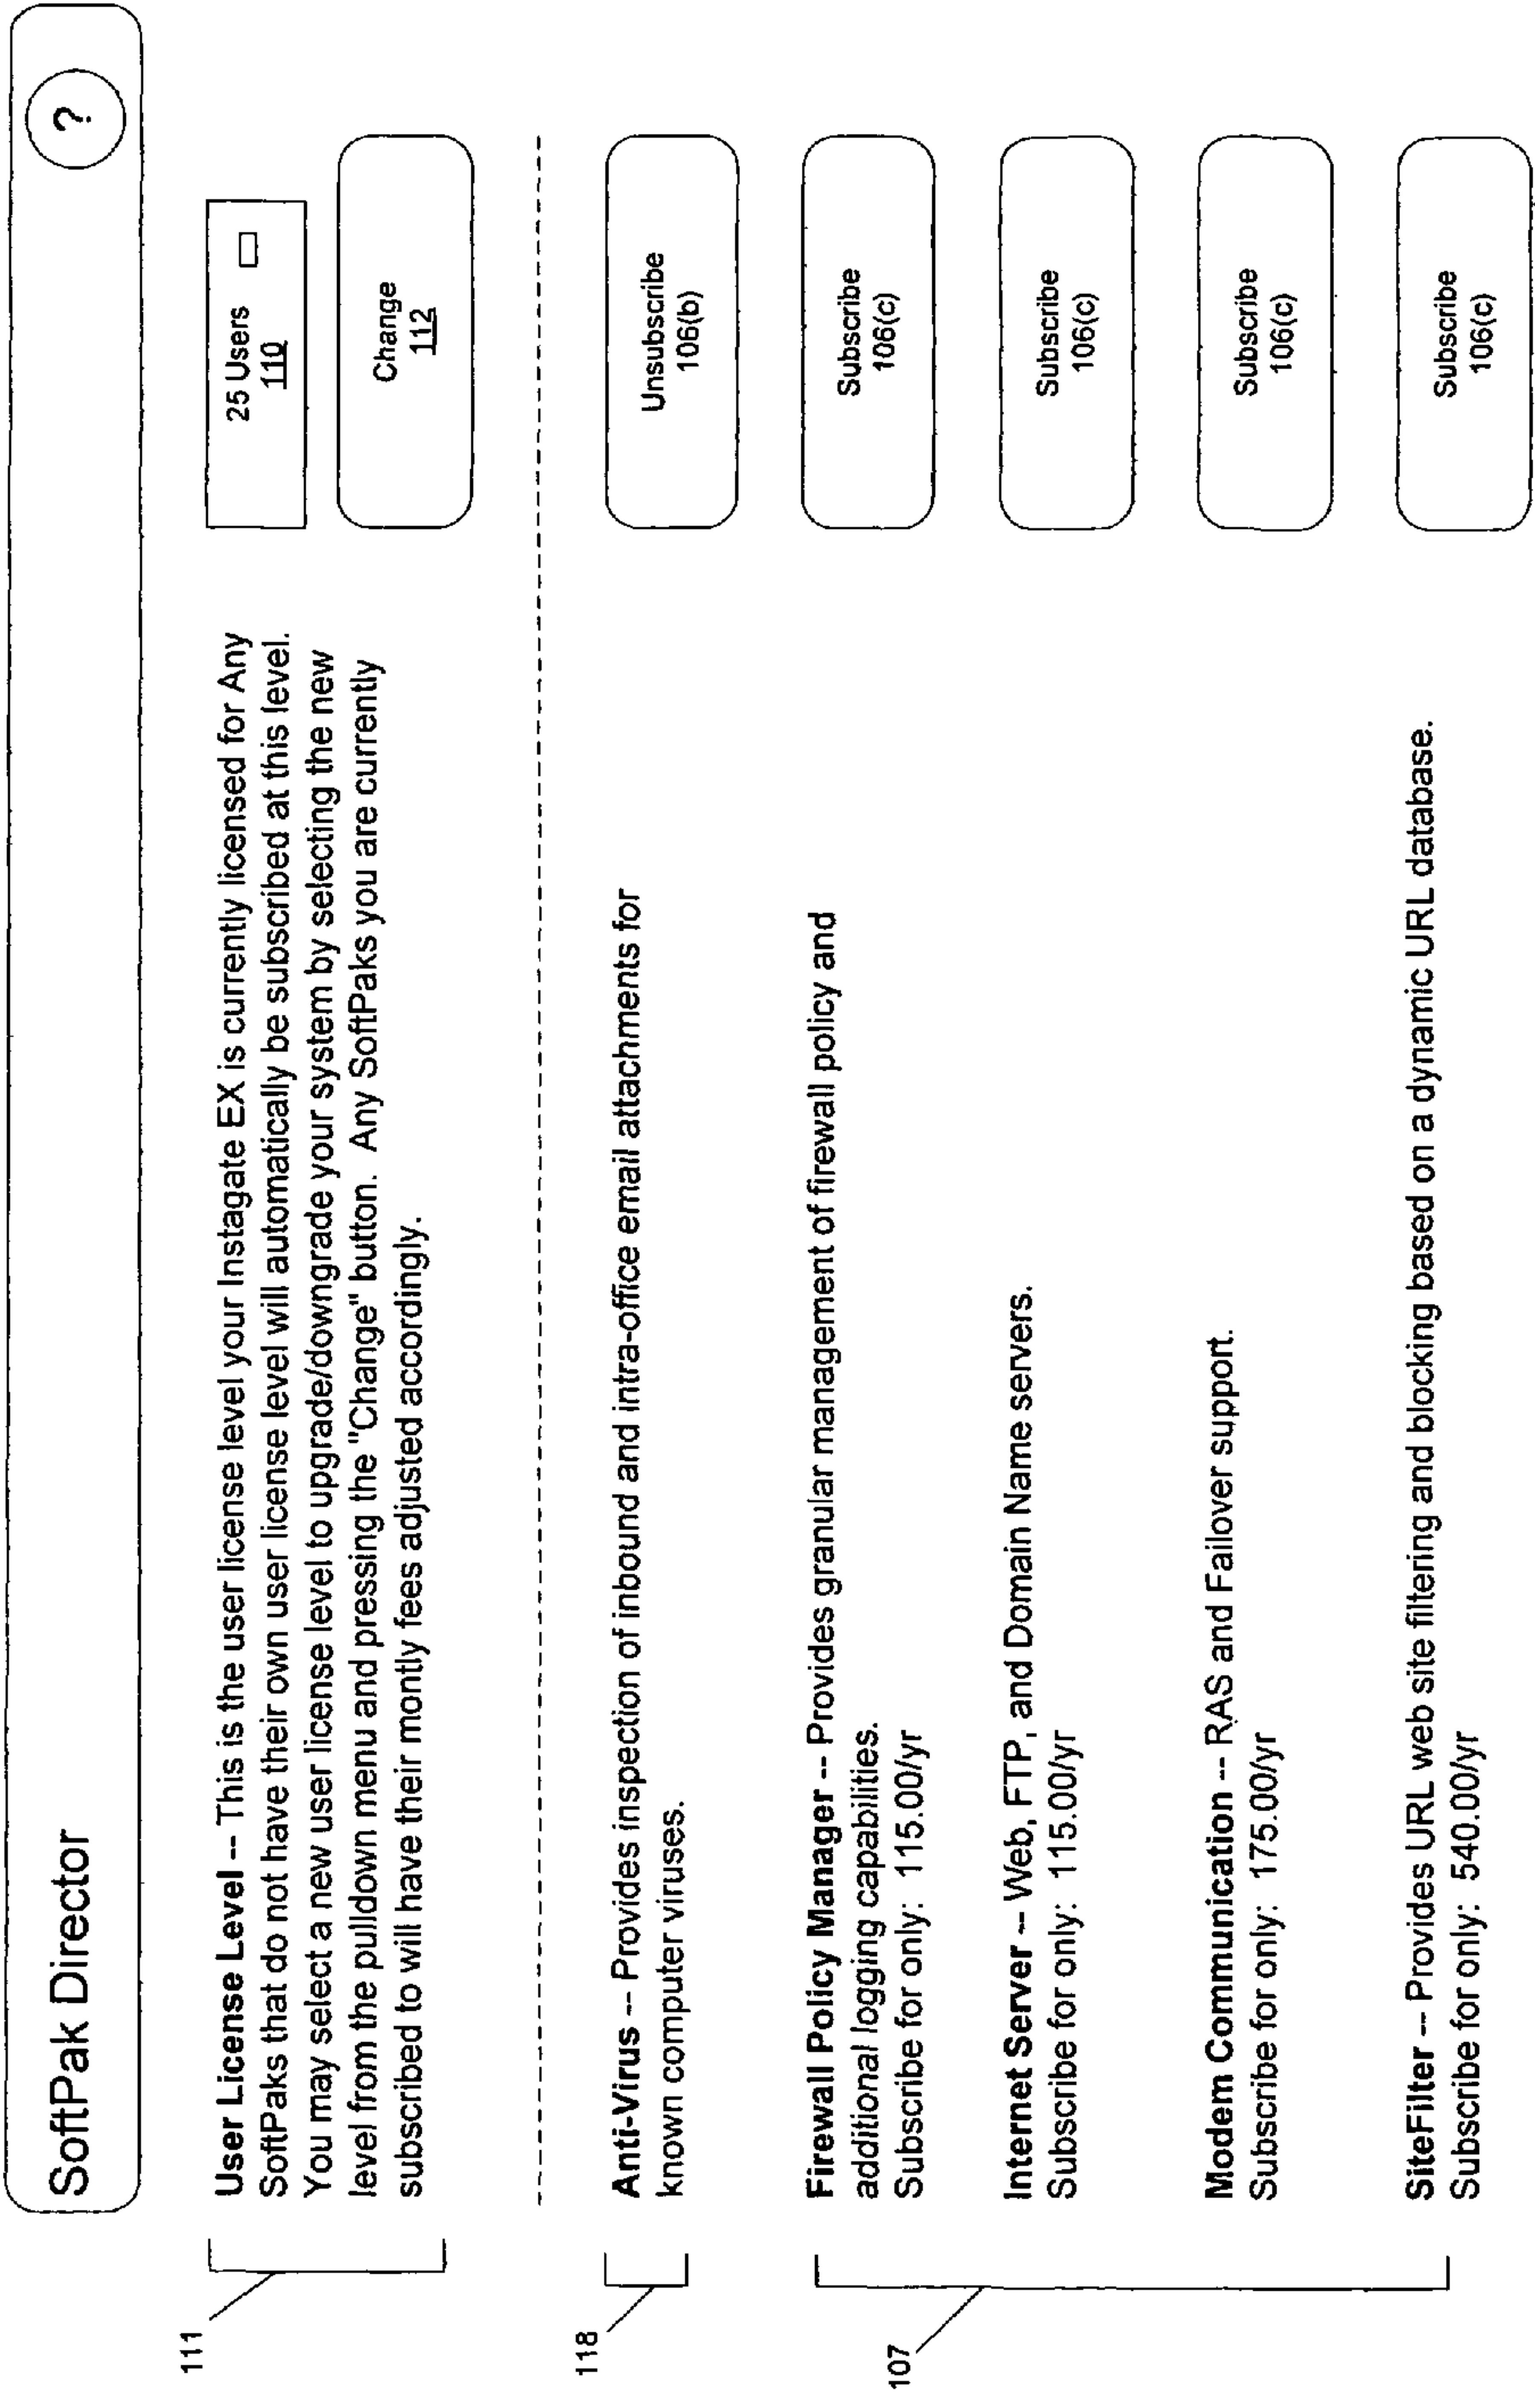 SoftPak Director
?
111
User License Level -- This is the user license level your Instagate EX is currently licensed for Any
SoftPaks that do not have their own user license level will automatically be subscribed at this level.
You may select a new user license level to upgrade/downgrade your system by selecting the new
level from the pulldown menu and pressing the "Change" button. Any SoftPaks you are currently
subscribed to will have their montly fees adjusted accordingly.
25 Users
110
Change
112
118
Anti-Virus -- Provides inspection of inbound and intra-office email attachments for
known computer viruses.
Unsubscribe
106(b)
107
Firewall Policy Manager -- Provides granular management of firewall policy and
additional logging capabilities.
Subscribe for only: 115.00/yr
Subscribe
106(c)
Internet Server -- Web, FTP, and Domain Name servers.
Subscribe for only: 115.00/yr
Subscribe
106(c)
Modem Communication -- RAS and Failover support.
Subscribe for only: 175.00/yr
Subscribe
106(c)
SiteFilter -- Provides URL web site filtering and blocking based on a dynamic URL database.
Subscribe for only: 540.00/yr
Subscribe
106(c)